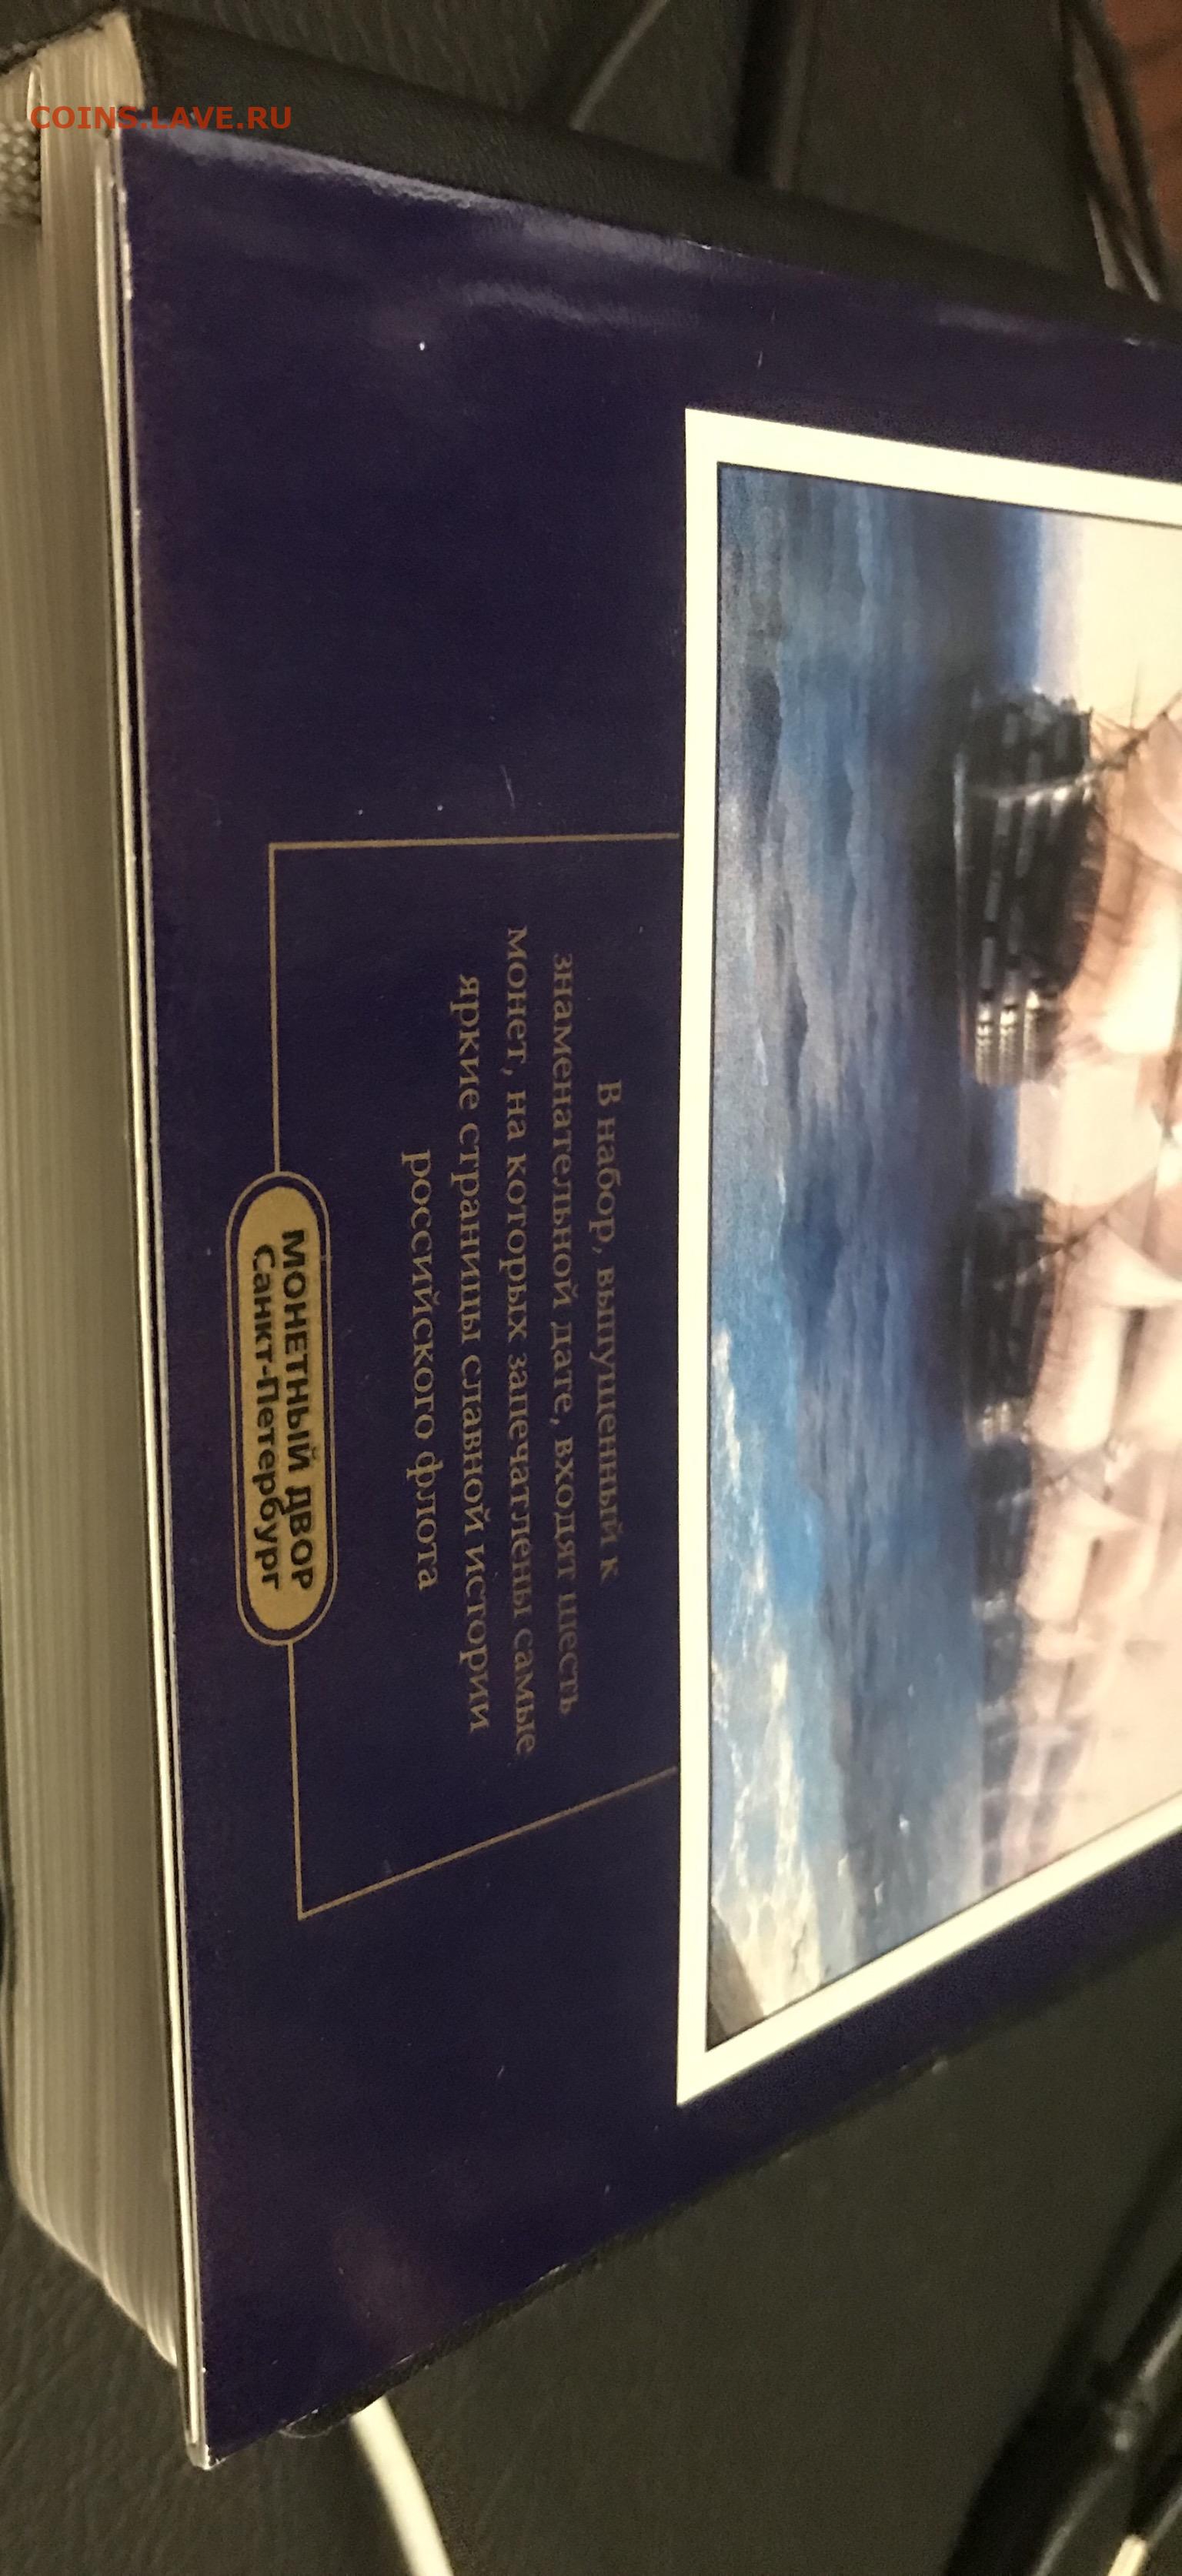 COINS.LAVE.RU
В набор, выпущенный к
знаменательной дате, входят шесть
монет, на которых запечатлены самые
яркие страницы славной истории
российского флота
МОНЕТНЫЙ ДВОР
Санкт-Петербург